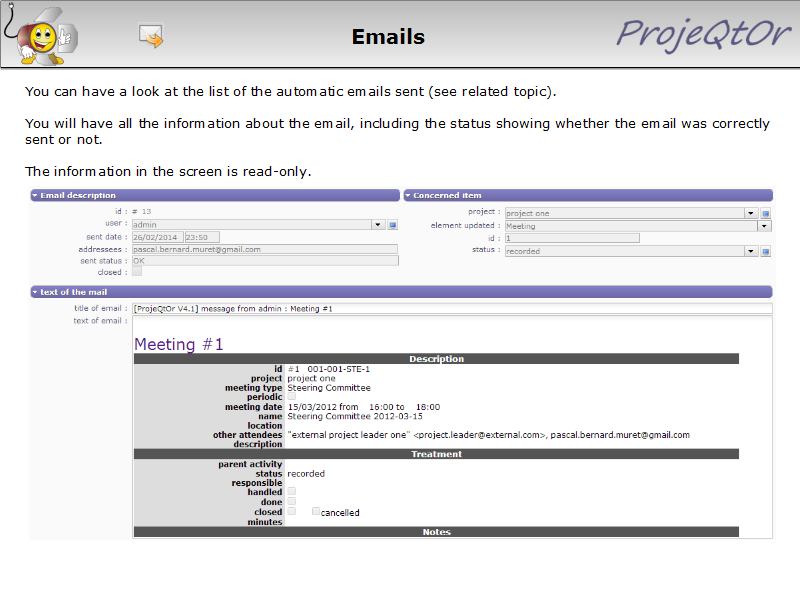 Emails
ProjeQtOr
You can have a look at the list of the automatic emails sent (see related topic).
You will have all the information about the email, including the status showing whether the email was correctly
sent or not.
The information in the screen is read-only.
Email description
id : # 13
user : admin
sent date : 26/02/2014 23:50
addressees : pascal.bernard.muret@gmail.com
sent status : OK
closed :
Concerned item
project : project one
element updated : Meeting
id : 1
status : recorded
text of the mail
title of email : [ProjeQtOr V4.1] message from admin : Meeting #1
text of email :
Meeting #1
Description
id #1 001-001-STE-1
project project one
meeting type Steering Committee
periodic
meeting date 15/03/2012 from 16:00 to 18:00
name Steering Committee 2012-03-15
location
other attendees "external project leader one" <project.leader@external.com>, pascal.bernard.muret@gmail.com
description
Treatment
parent activity
status recorded
responsible
handled
done
closed cancelled
minutes
Notes